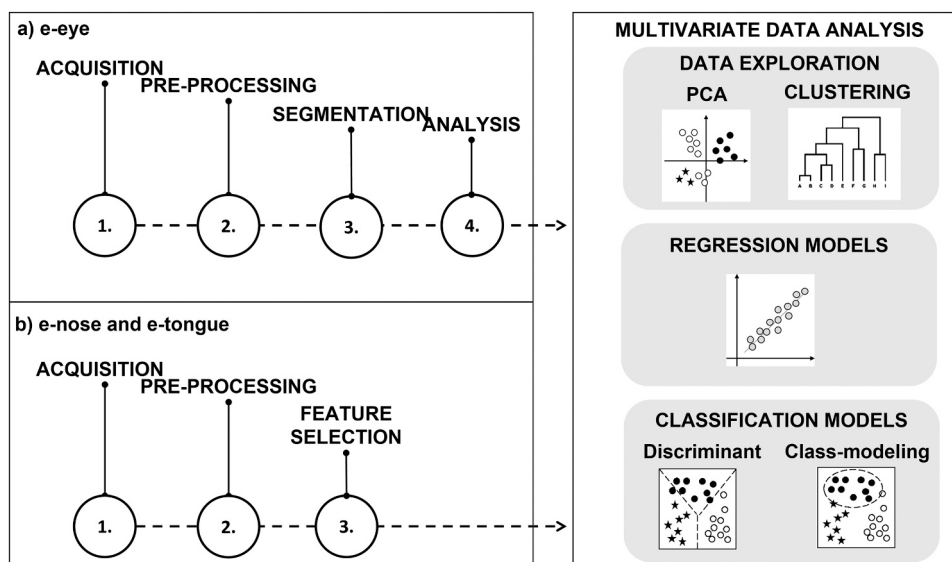 a) e-eye
ACQUISITION
PRE-PROCESSING
SEGMENTATION
ANALYSIS
1.
2.
3.
4.
b) e-nose and e-tongue
ACQUISITION
PRE-PROCESSING
FEATURE
SELECTION
1.
2.
3.
MULTIVARIATE DATA ANALYSIS
DATA EXPLORATION
PCA
CLUSTERING
A B C D E F G H I
REGRESSION MODELS
CLASSIFICATION MODELS
Discriminant
Class-modeling